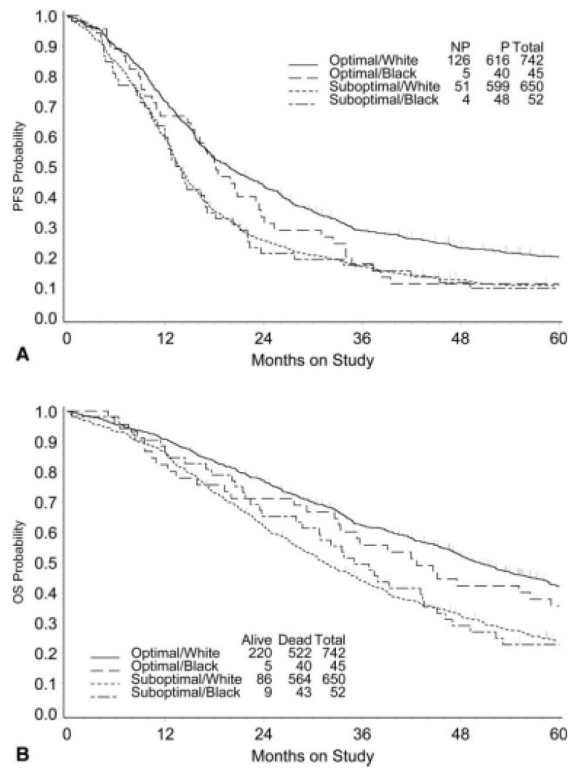 1.0
0.9
0.8
0.7
0.6
0.5
0.4
0.3
0.2
0.1
0.0
PFS Probability
NP P Total
Optimal/White 126 616 742
Optimal/Black 5 40 45
Suboptimal/White 51 599 650
Suboptimal/Black 4 48 52
0 12 24 36 48 60
A
Months on Study
1.0
0.9
0.8
0.7
0.6
0.5
0.4
0.3
0.2
0.1
0.0
OS Probability
Alive Dead Total
Optimal/White 220 522 742
Optimal/Black 5 40 45
Suboptimal/White 86 564 650
Suboptimal/Black 9 43 52
0 12 24 36 48 60
B
Months on Study